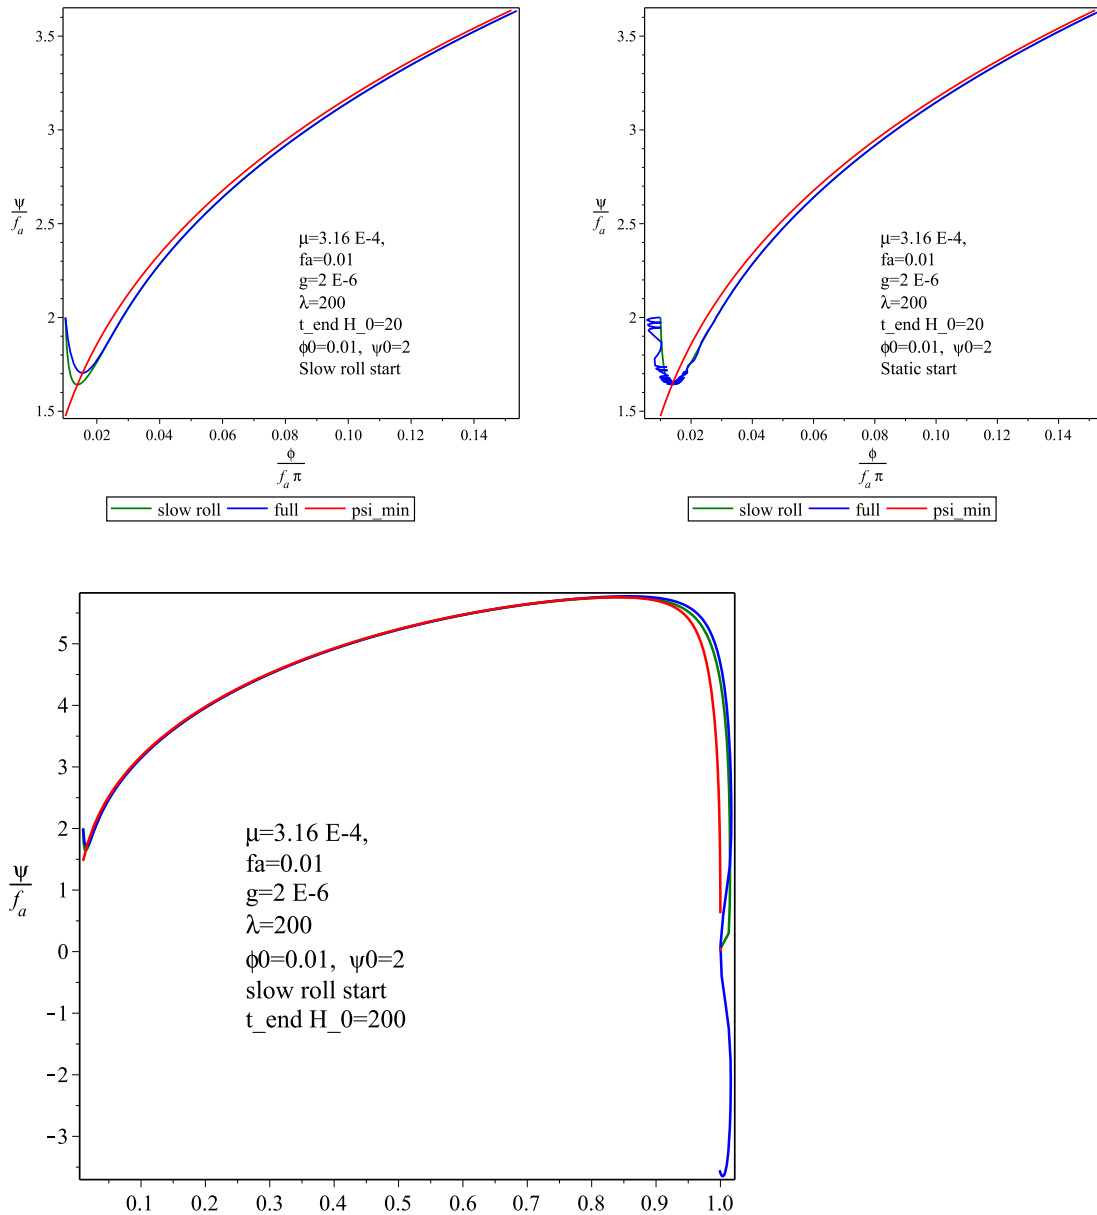 3.5
3
2.5
2
1.5
ψ
f_a
μ=3.16 E-4,
fa=0.01
g=2 E-6
λ=200
t_end H_0=20
ϕ0=0.01, ψ0=2
Slow roll start
0.02 0.04 0.06 0.08 0.10 0.12 0.14
ϕ
f_a π
slow roll full psi_min
3.5
3
2.5
2
1.5
ψ
f_a
μ=3.16 E-4,
fa=0.01
g=2 E-6
λ=200
t_end H_0=20
ϕ0=0.01, ψ0=2
Static start
0.02 0.04 0.06 0.08 0.10 0.12 0.14
ϕ
f_a π
slow roll full psi_min
5
4
3
2
1
0
−1
−2
−3
ψ
f_a
μ=3.16 E-4,
fa=0.01
g=2 E-6
λ=200
ϕ0=0.01, ψ0=2
slow roll start
t_end H_0=200
0.1 0.2 0.3 0.4 0.5 0.6 0.7 0.8 0.9 1.0